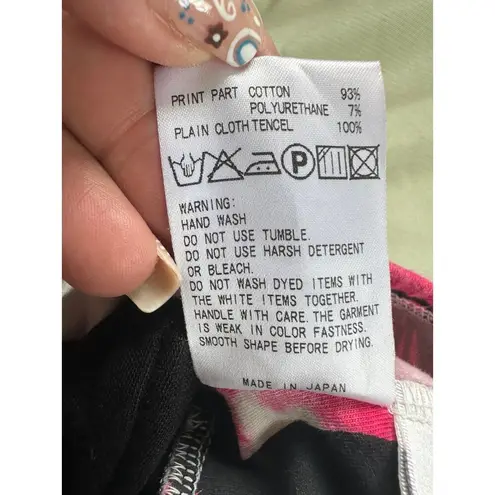 PRINT PART COTTON 93%
POLYURETHANE 7%
PLAIN CLOTH TENCEL 100%
P
WARNING:
HAND WASH
DO NOT USE TUMBLE.
DO NOT USE HARSH DETERGENT
OR BLEACH.
DO NOT WASH DYED ITEMS WITH
THE WHITE ITEMS TOGETHER.
HANDLE WITH CARE. THE GARMENT
IS WEAK IN COLOR FASTNESS.
SMOOTH SHAPE BEFORE DRYING.
MADE IN JAPAN